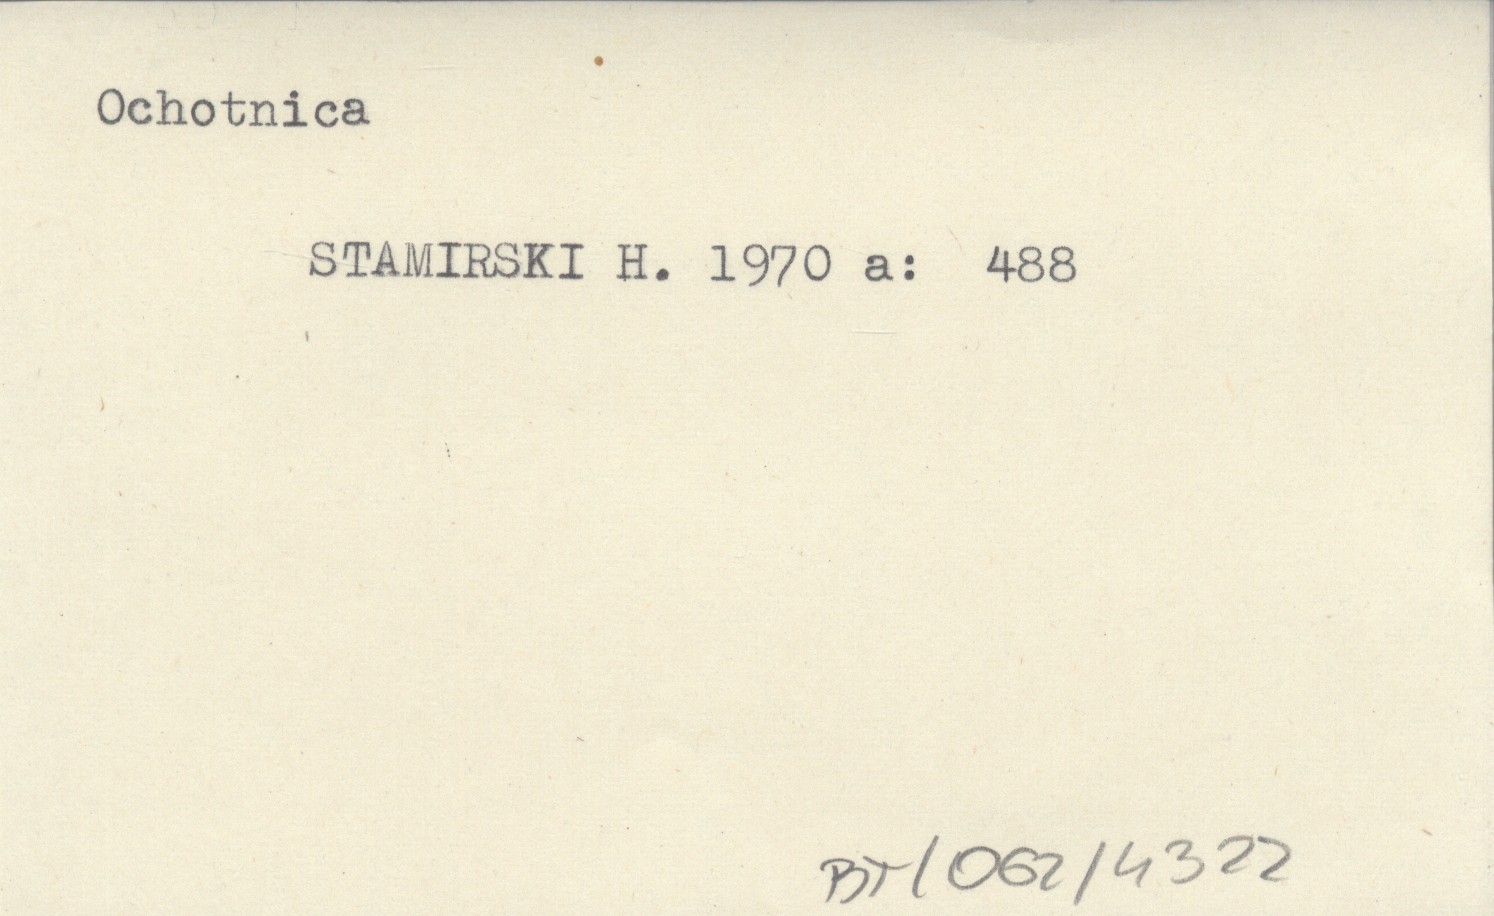 Ochotnica
STAMIRSKI H. 1970 a: 488
BT/062/4322